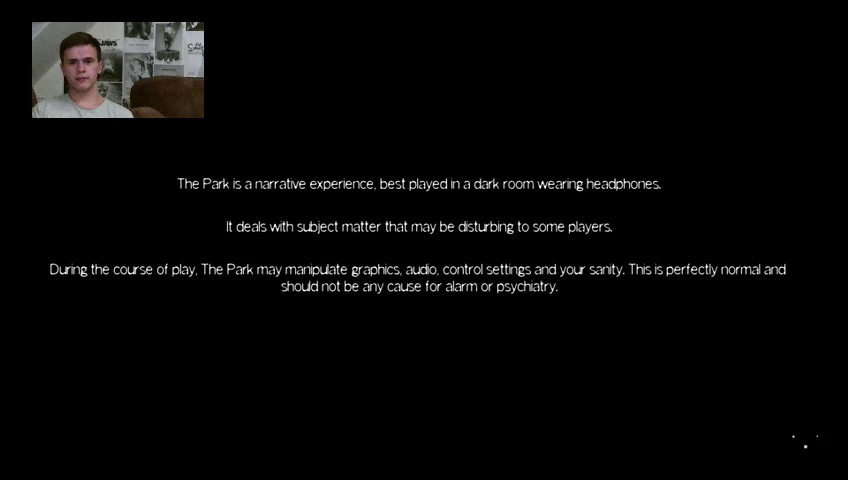 JAWS
The Park is a narrative experience, best played in a dark room wearing headphones.
It deals with subject matter that may be disturbing to some players.
During the course of play, The Park may manipulate graphics, audio, control settings and your sanity. This is perfectly normal and
should not be any cause for alarm or psychiatry.